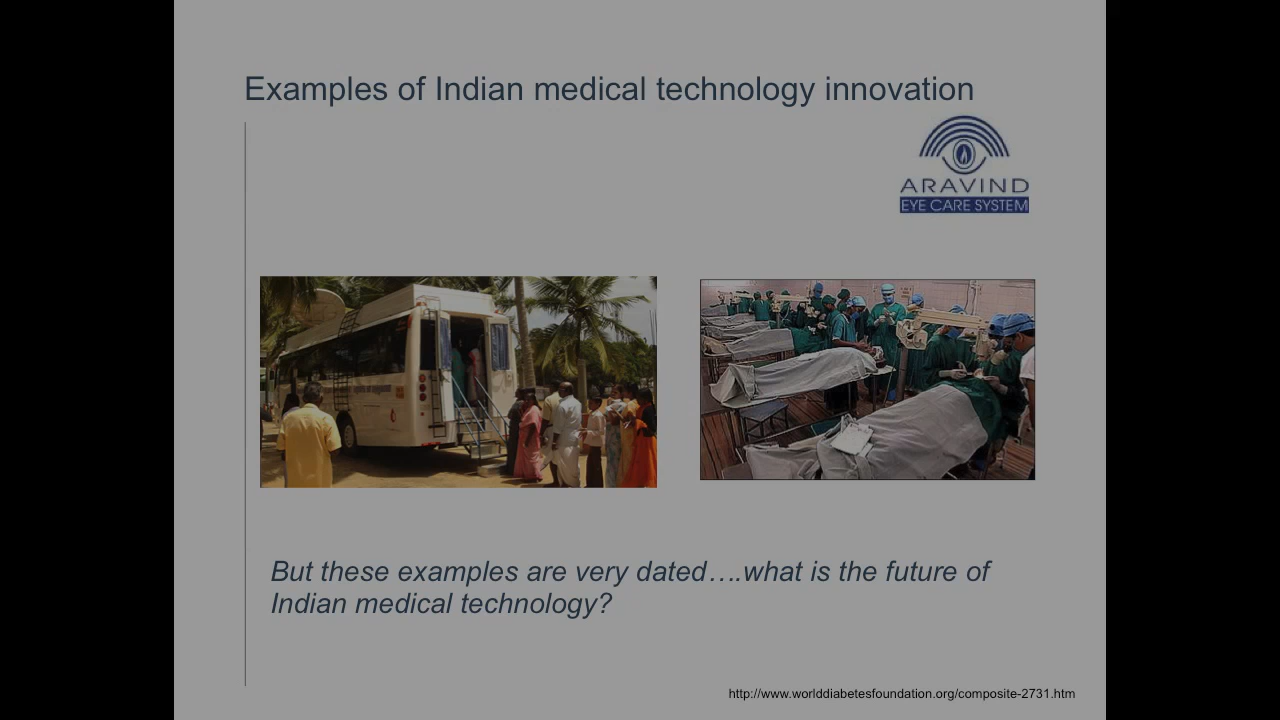 Examples of Indian medical technology innovation
ARAVIND
EYE CARE SYSTEM
But these examples are very dated….what is the future of
Indian medical technology?
http://www.worlddiabetesfoundation.org/composite-2731.htm